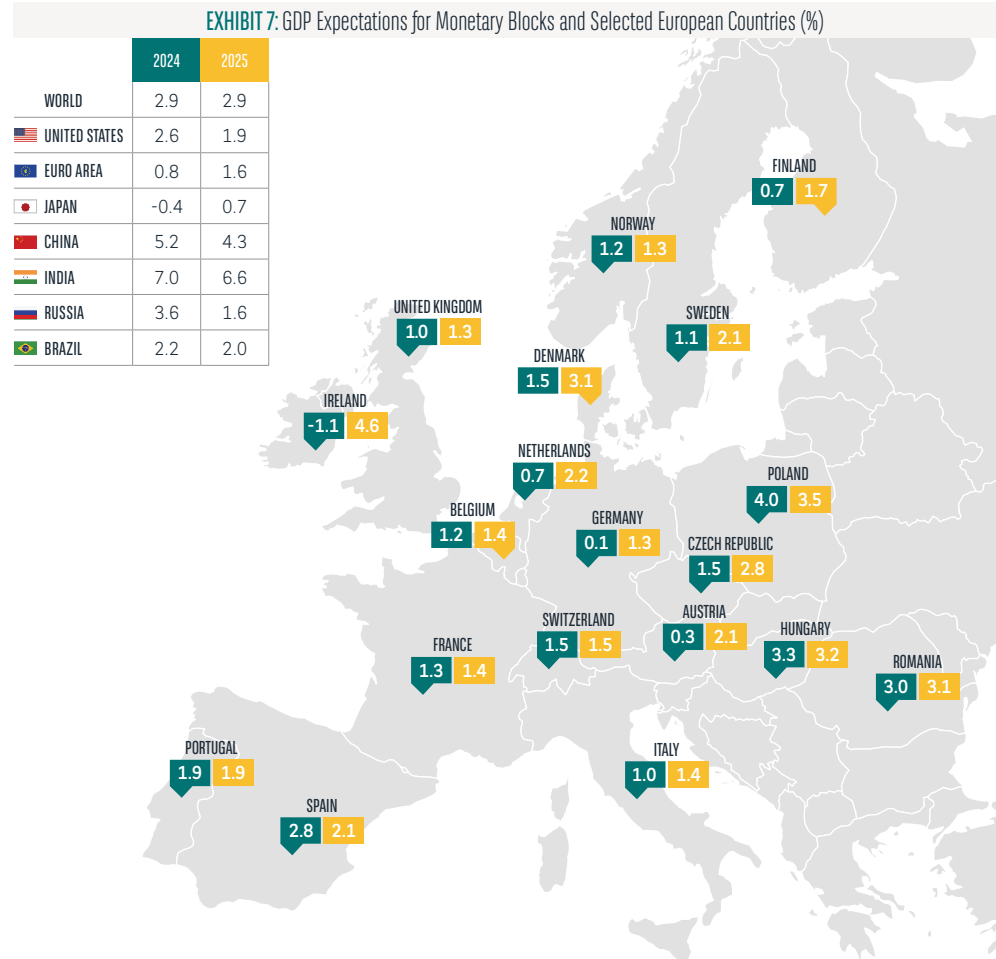 EXHIBIT 7: GDP Expectations for Monetary Blocks and Selected European Countries (%)
2024 2025
WORLD 2.9 2.9
UNITED STATES 2.6 1.9
EURO AREA 0.8 1.6
JAPAN -0.4 0.7
CHINA 5.2 4.3
INDIA 7.0 6.6
RUSSIA 3.6 1.6
BRAZIL 2.2 2.0
FINLAND
0.7 1.7
NORWAY
1.2 1.3
UNITED KINGDOM
1.0 1.3
SWEDEN
1.1 2.1
DENMARK
1.5 3.1
IRELAND
-1.1 4.6
NETHERLANDS
0.7 2.2
POLAND
4.0 3.5
BELGIUM
1.2 1.4
GERMANY
0.1 1.3
CZECH REPUBLIC
1.5 2.8
SWITZERLAND
1.5 1.5
AUSTRIA
0.3 2.1
HUNGARY
3.3 3.2
FRANCE
1.3 1.4
ROMANIA
3.0 3.1
PORTUGAL
1.9 1.9
ITALY
1.0 1.4
SPAIN
2.8 2.1